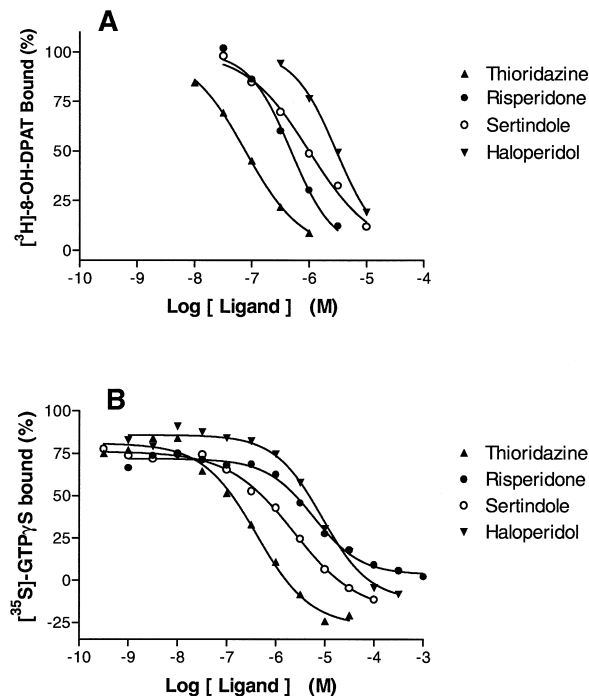 A
[³H]-8-OH-DPAT Bound (%)
100
75
50
25
0
-10 -9 -8 -7 -6 -5 -4
Log [ Ligand ] (M)
Thioridazine
Risperidone
Sertindole
Haloperidol
B
[³⁵S]-GTPγS bound (%)
100
75
50
25
0
-25
-10 -9 -8 -7 -6 -5 -4 -3
Log [ Ligand ] (M)
Thioridazine
Risperidone
Sertindole
Haloperidol